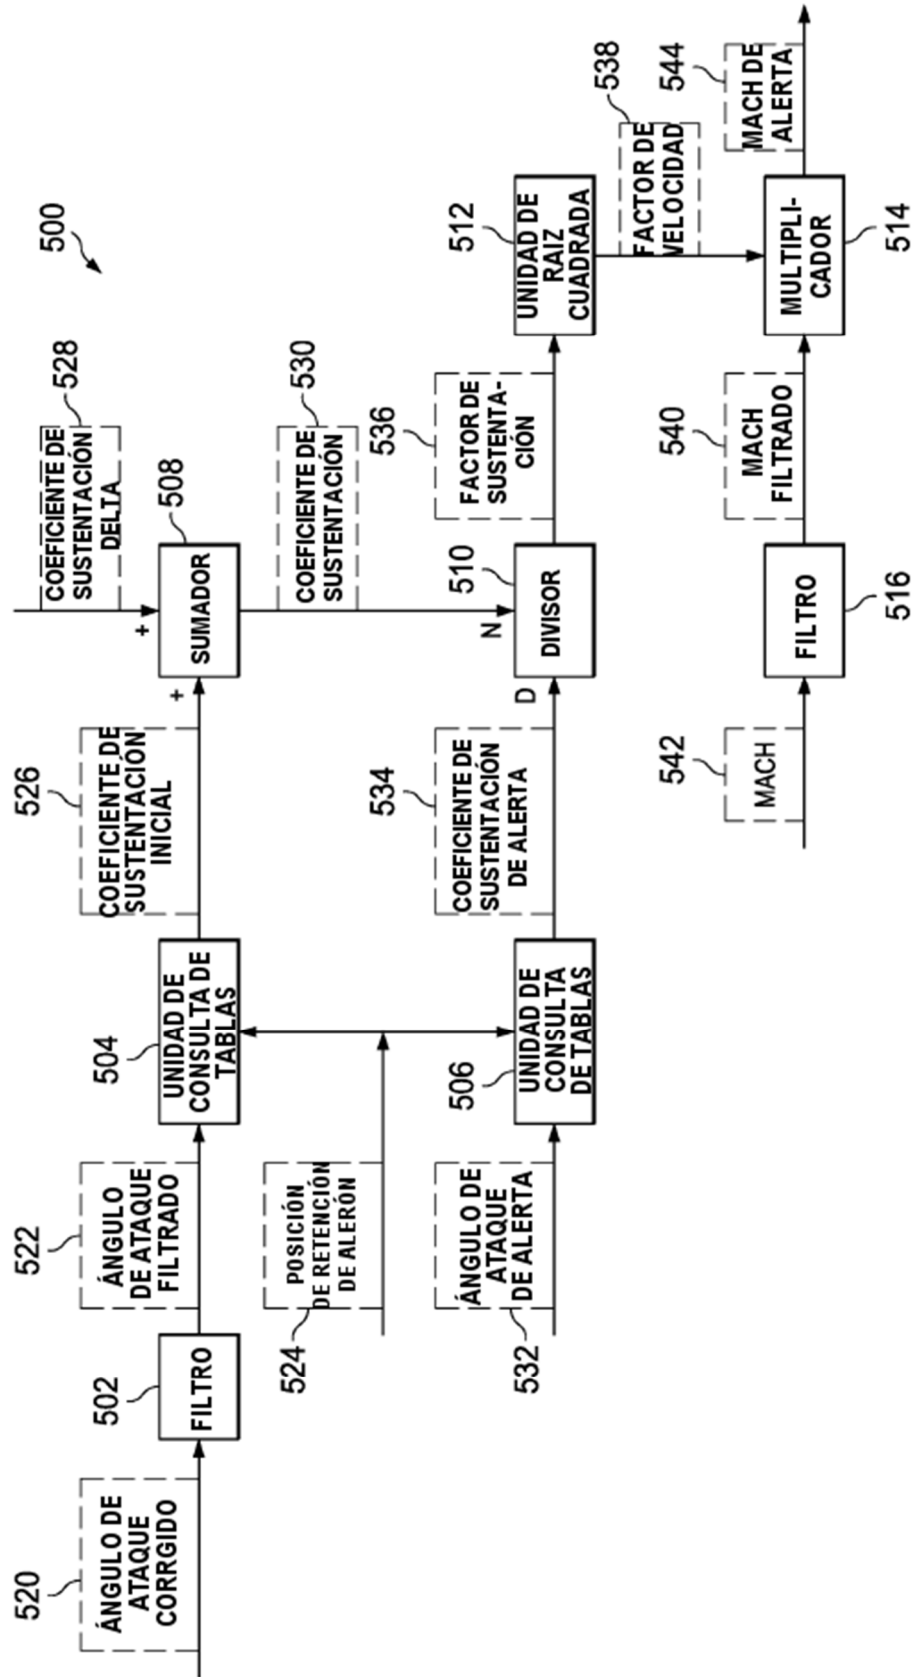 500
520
ÁNGULO DE
ATAQUE
CORRGIDO
502
FILTRO
522
ÁNGULO
DE ATAQUE
FILTRADO
504
UNIDAD DE
CONSULTA DE
TABLAS
526
COEFICIENTE DE
SUSTENTACIÓN
INICIAL
+
SUMADOR
508
+
COEFICIENTE DE
SUSTENTACIÓN
DELTA
528
COEFICIENTE DE
SUSTENTACIÓN
530
524
POSICIÓN
DE RETENCIÓN
DE ALERÓN
532
ÁNGULO DE
ATAQUE
DE ALERTA
506
UNIDAD DE
CONSULTA
DE TABLAS
534
COEFICIENTE DE
SUSTENTACIÓN
DE ALERTA
D
N
510
DIVISOR
536
FACTOR DE
SUSTENTA-
CIÓN
512
UNIDAD DE
RAIZ
CUADRADA
538
FACTOR DE
VELOCIDAD
542
MACH
FILTRO
516
540
MACH
FILTRADO
MULTIPLI-
CADOR
514
544
MACH DE
ALERTA